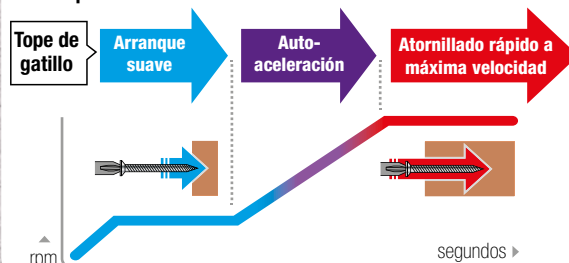 Tope de
gatillo
Arranque
suave
Auto-
aceleración
Atornillado rápido a
máxima velocidad
rpm
segundos